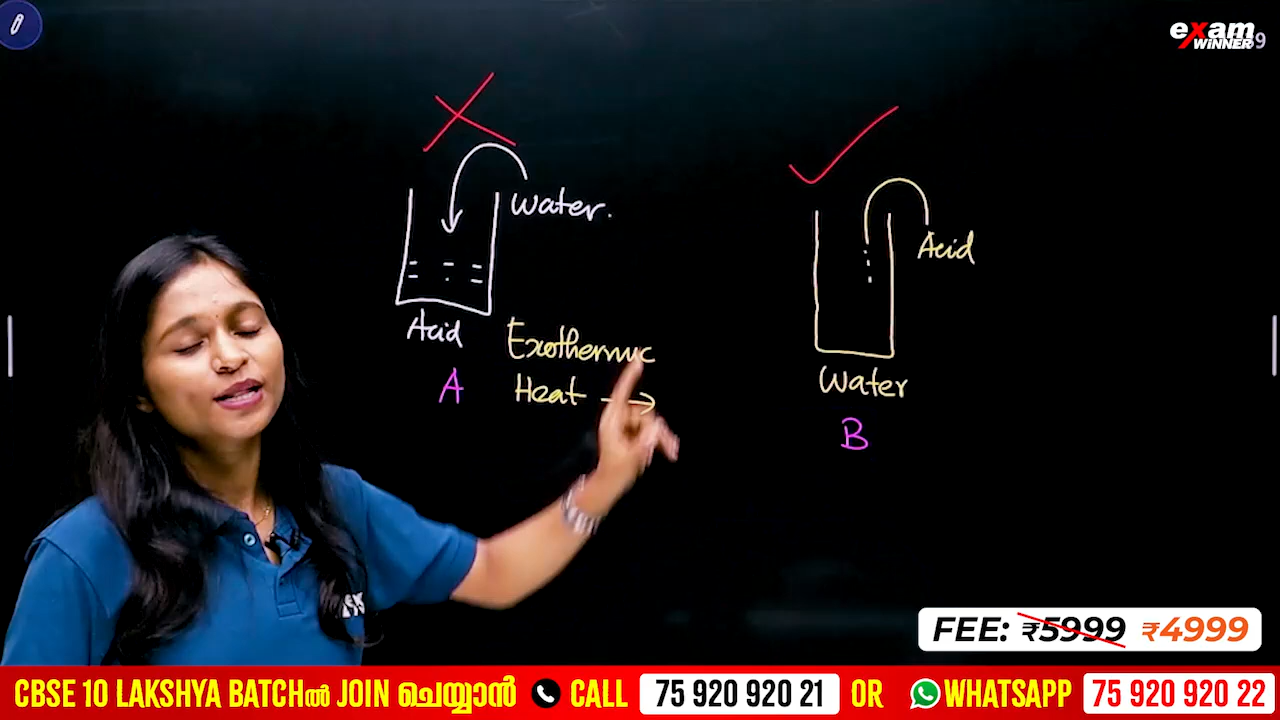 exam
WiNNER
water.
Acid
Acid
Exothermic
A
Heat →
Water
B
FEE: ₹5999 ₹4999
CBSE 10 LAKSHYA BATCHൽ JOIN ചെയ്യാൻ CALL 75 920 920 21 OR WHATSAPP 75 920 920 22